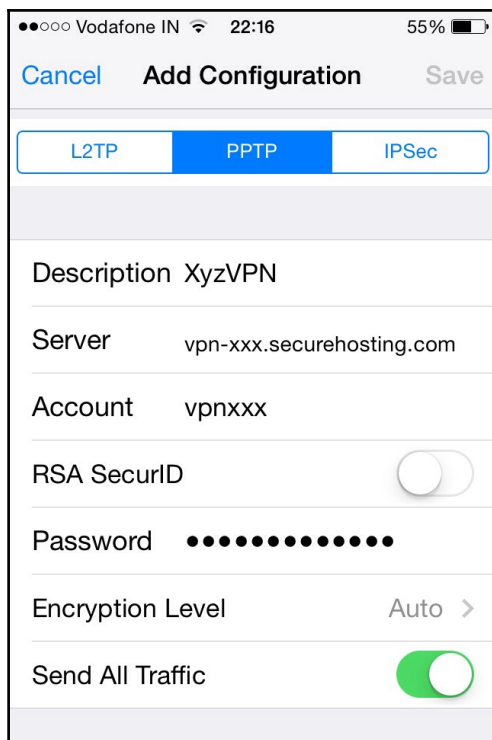 Vodafone IN 22:16 55%
Cancel Add Configuration Save
L2TP PPTP IPSec
Description XyzVPN
Server vpn-xxx.securehosting.com
Account vpnxxx
RSA SecurID
Password •••••••••••••
Encryption Level Auto >
Send All Traffic